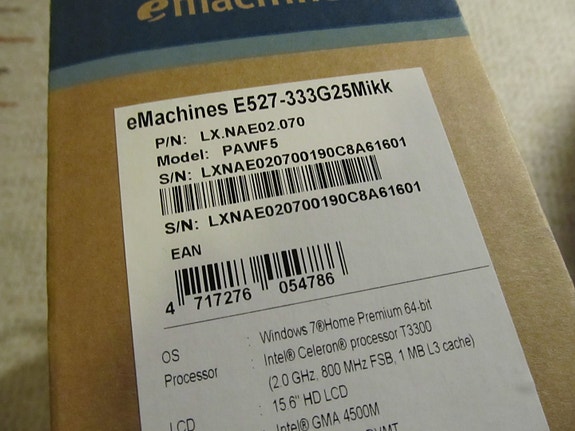 eMachines
eMachines E527-333G25Mikk
P/N: LX.NAE02.070
Model: PAWF5
S/N: LXNAE020700190C8A61601
S/N: LXNAE020700190C8A61601
EAN
4 717276 054786
OS : Windows 7®Home Premium 64-bit
Processor : Intel® Celeron® processor T3300
(2.0 GHz, 800 MHz FSB, 1 MB L3 cache)
LCD : 15.6" HD LCD
Intel® GMA 4500M